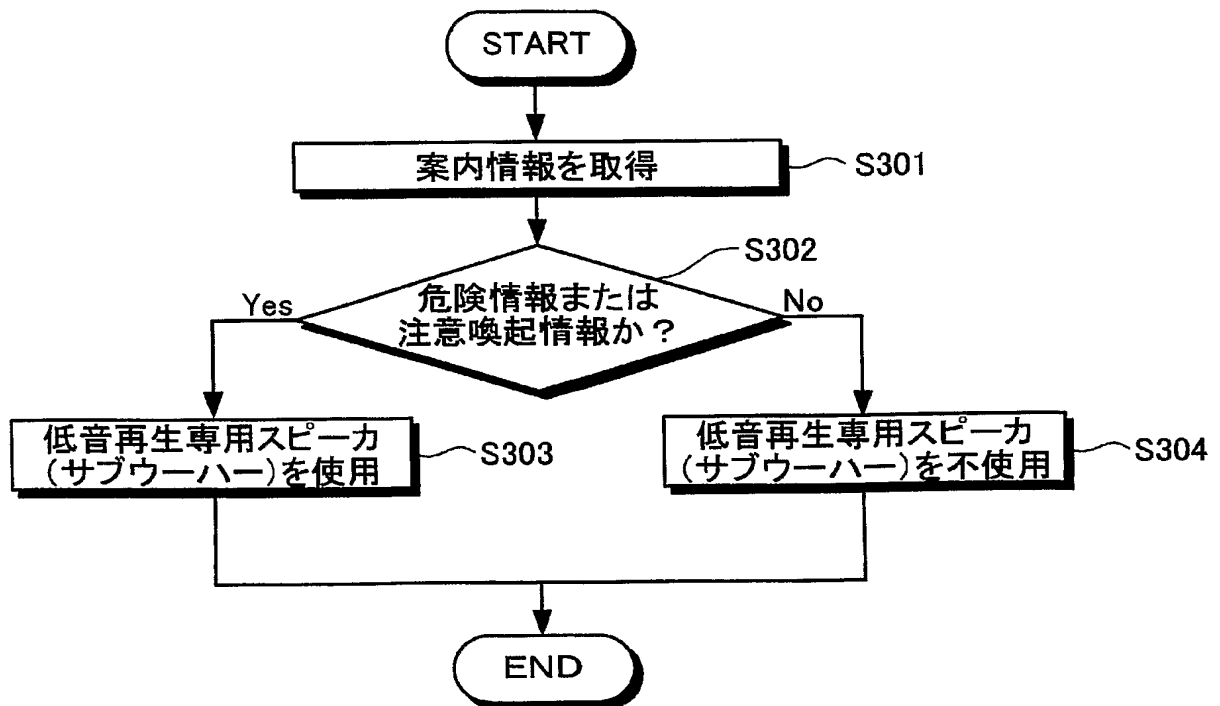 START
案内情報を取得
S301
S302
危険情報または
注意喚起情報か？
Yes
No
低音再生専用スピーカ
(サブウーハー)を使用
S303
低音再生専用スピーカ
(サブウーハー)を不使用
S304
END